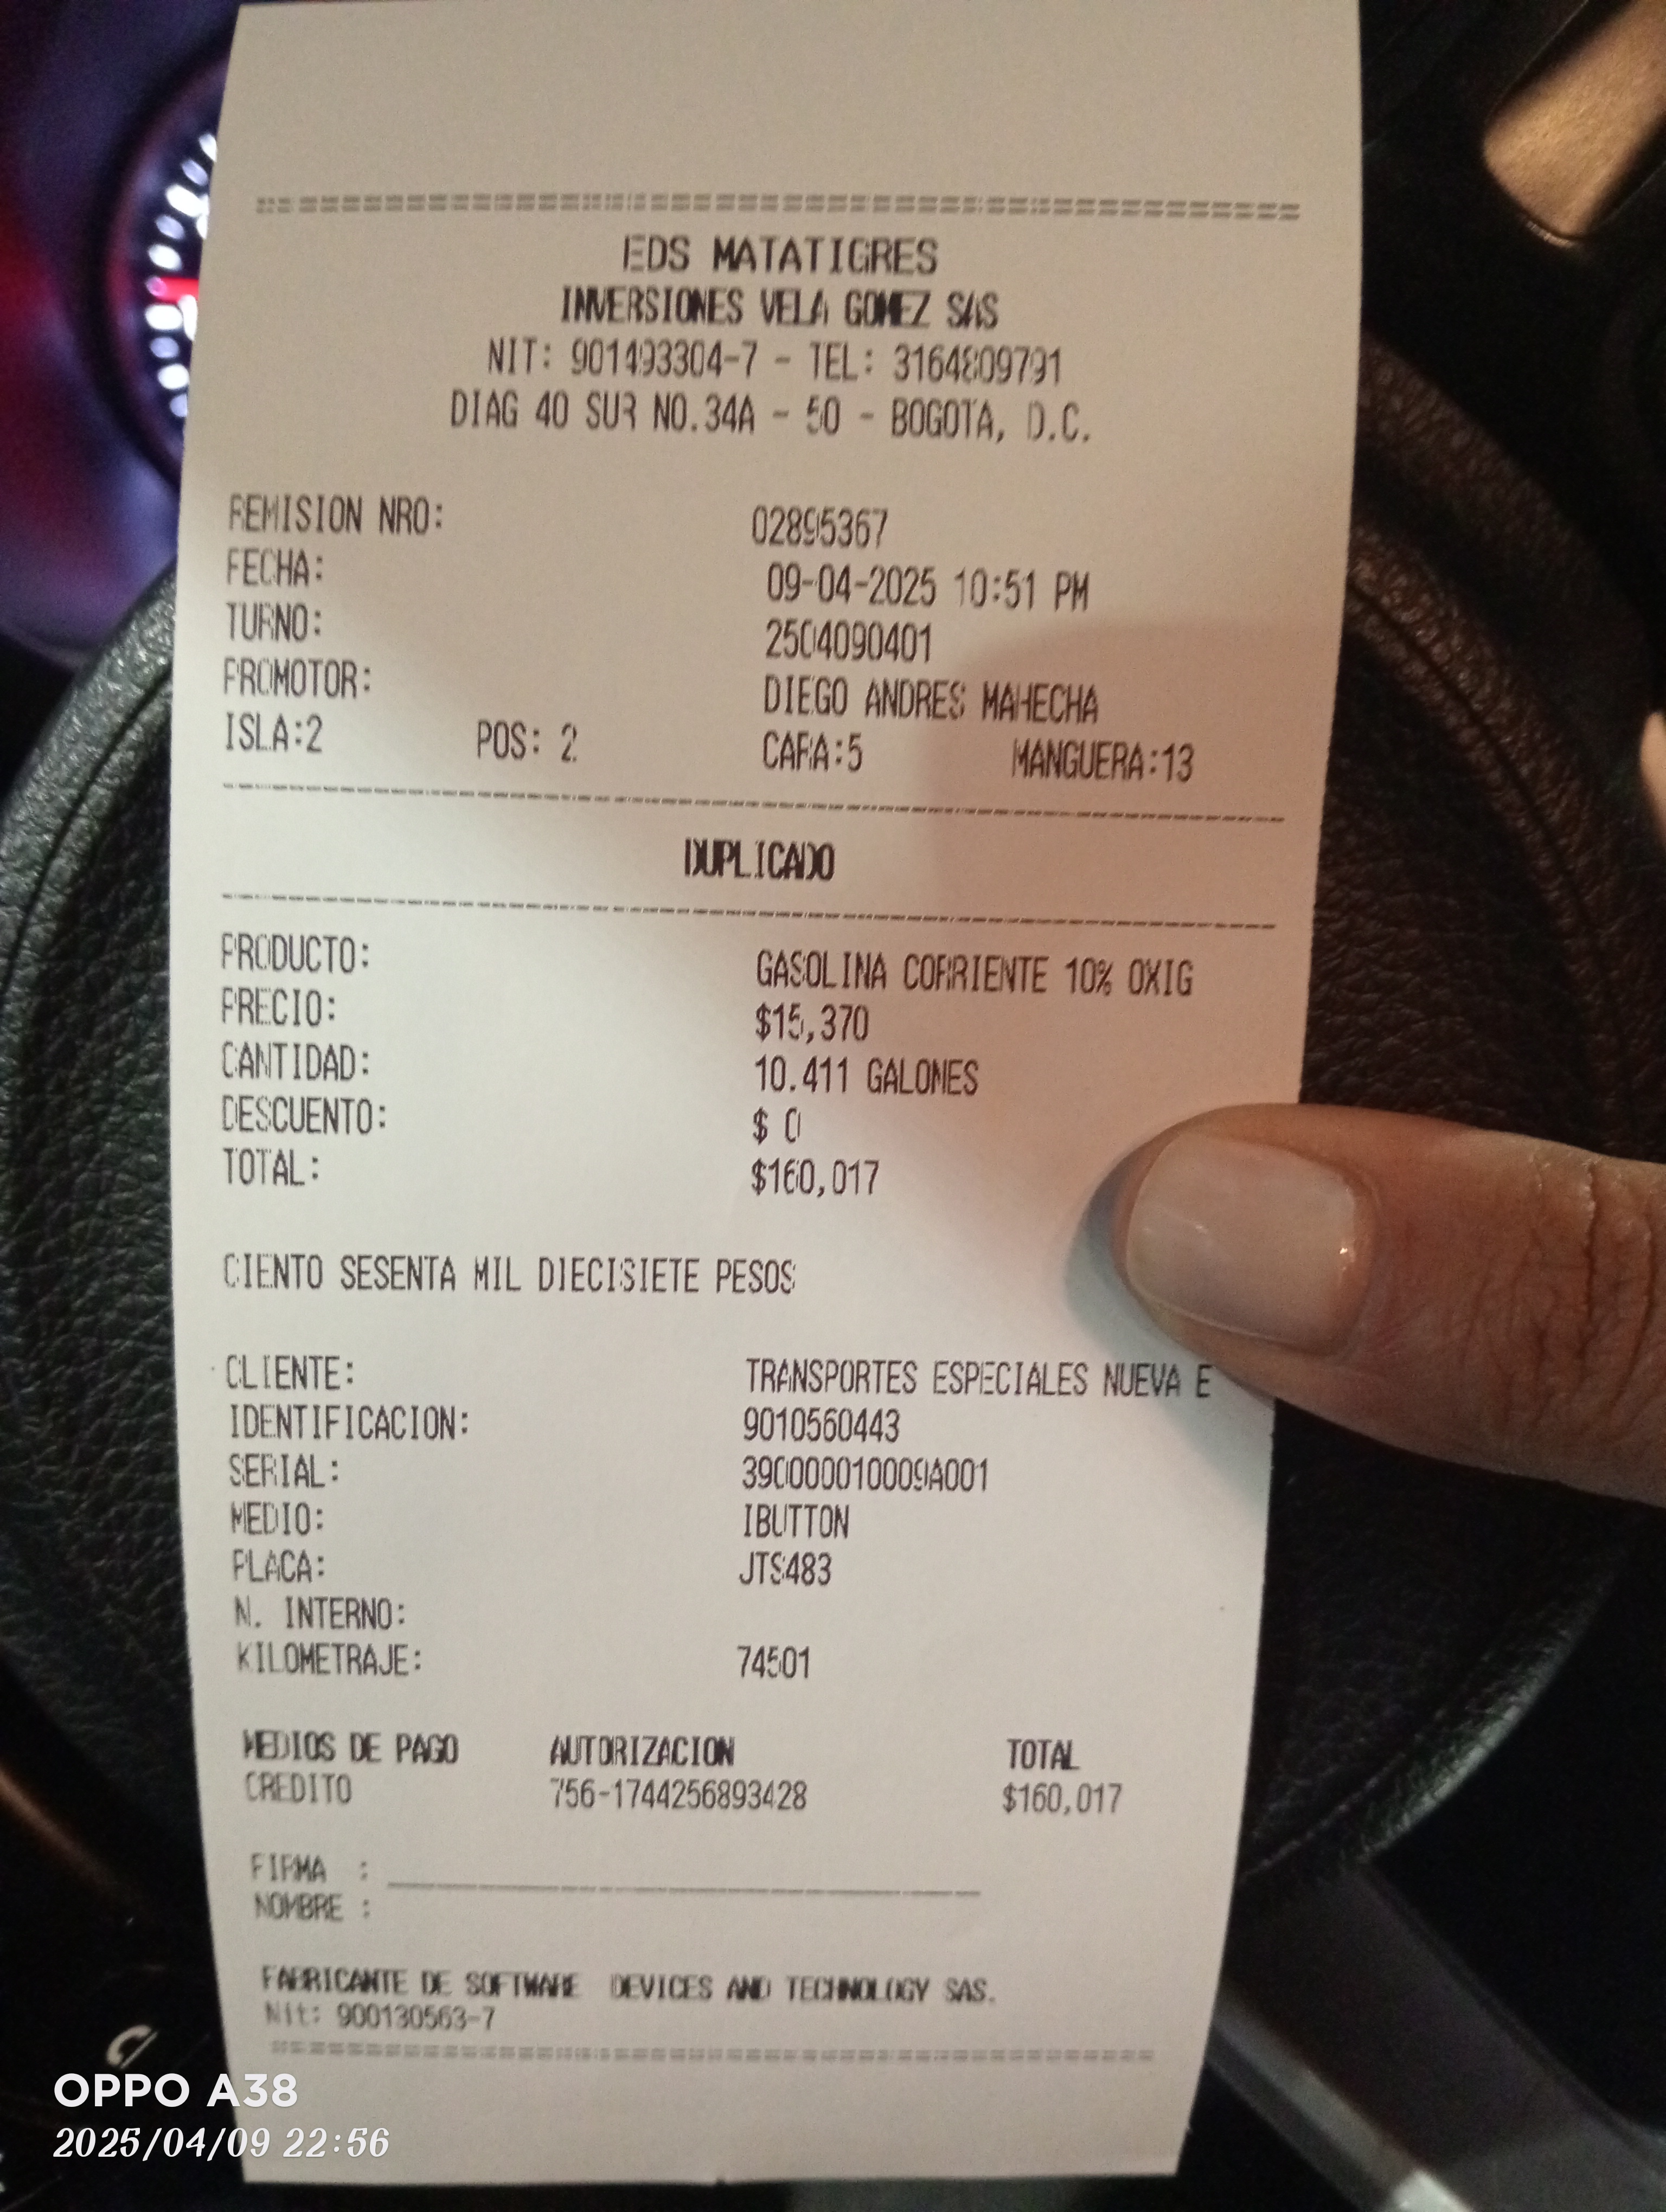 EDS MATATIGRES
INVERSIONES VELA GOMEZ SAS
NIT: 901493304-7 - TEL: 3164809791
DIAG 40 SUR NO.34A - 50 - BOGOTA, D.C.
REMISION NRO: 02895367
FECHA: 09-04-2025 10:51 PM
TURNO: 2504090401
PROMOTOR: DIEGO ANDRES MAHECHA
ISLA:2 POS: 2 CARA:5 MANGUERA:13
DUPLICADO
PRODUCTO: GASOLINA CORRIENTE 10% OXIG
PRECIO: $15,370
CANTIDAD: 10.411 GALONES
DESCUENTO: $ 0
TOTAL: $160,017
CIENTO SESENTA MIL DIECISIETE PESOS
CLIENTE: TRANSPORTES ESPECIALES NUEVA E
IDENTIFICACION: 9010560443
SERIAL: 390000010009A001
MEDIO: IBUTTON
PLACA: JTS483
N. INTERNO:
KILOMETRAJE: 74501
MEDIOS DE PAGO AUTORIZACION TOTAL
CREDITO 756-1744256893428 $160,017
FIRMA :
NOMBRE :
FABRICANTE DE SOFTWARE DEVICES AND TECHNOLOGY SAS.
Nit: 900130563-7
OPPO A38
2025/04/09 22:56